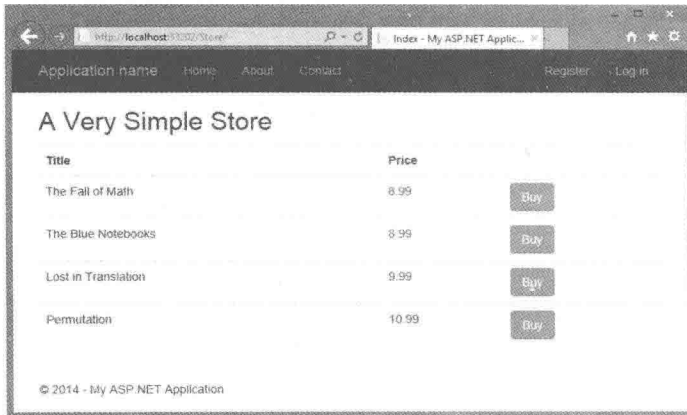 http://localhost:53202/Store/
Index - My ASP.NET Applic...
Application name Home About Contact Register Log in
A Very Simple Store
Title Price
The Fall of Math 8.99 Buy
The Blue Notebooks 8.99 Buy
Lost in Translation 9.99 Buy
Permutation 10.99 Buy
© 2014 - My ASP.NET Application